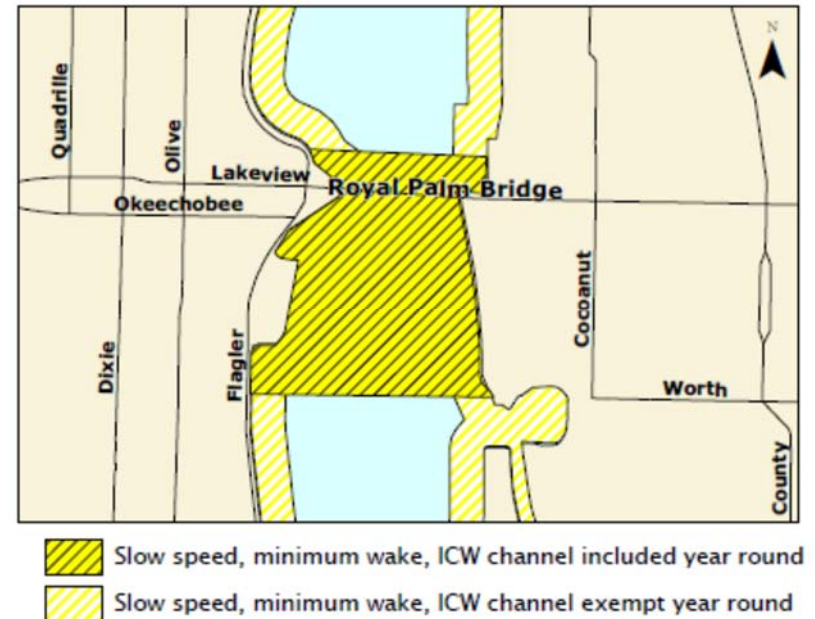 N
Quadrille
Olive
Lakeview
Royal Palm Bridge
Okeechobee
Cocoanut
Dixie
Flagler
Worth
County
Slow speed, minimum wake, ICW channel included year round
Slow speed, minimum wake, ICW channel exempt year round